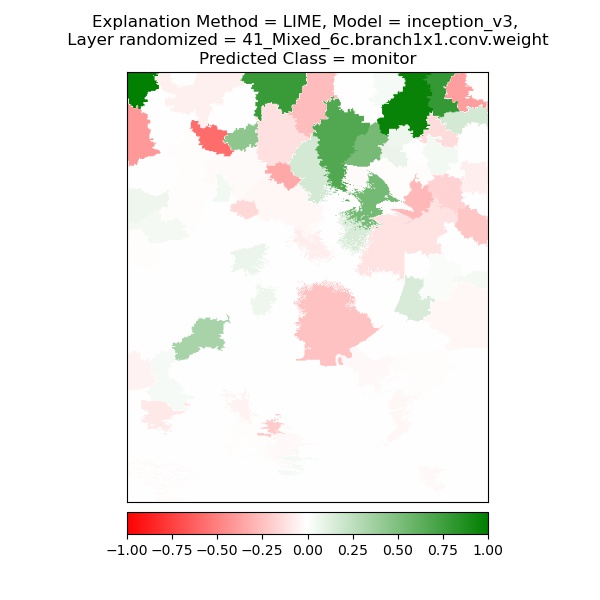 Explanation Method = LIME, Model = inception_v3,
Layer randomized = 41_Mixed_6c.branch1x1.conv.weight
Predicted Class = monitor
−1.00 −0.75 −0.50 −0.25 0.00 0.25 0.50 0.75 1.00